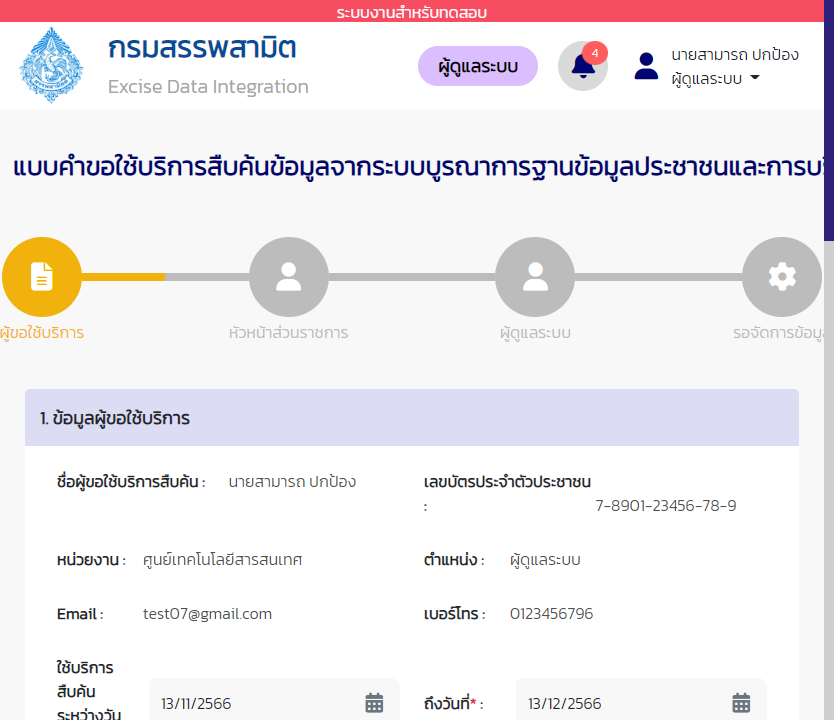 ระบบงานสำหรับทดสอบ
กรมสรรพสามิต
Excise Data Integration
ผู้ดูแลระบบ
4
นายสามารถ ปกป้อง
ผู้ดูแลระบบ
แบบคำขอใช้บริการสืบค้นข้อมูลจากระบบบูรณาการฐานข้อมูลประชาชนและการบริ
ผู้ขอใช้บริการ
หัวหน้าส่วนราชการ
ผู้ดูแลระบบ
รอจัดการข้อมูล
1. ข้อมูลผู้ขอใช้บริการ
ชื่อผู้ขอใช้บริการสืบค้น : นายสามารถ ปกป้อง
เลขบัตรประจำตัวประชาชน
: 7-8901-23456-78-9
หน่วยงาน : ศูนย์เทคโนโลยีสารสนเทศ
ตำแหน่ง : ผู้ดูแลระบบ
Email : test07@gmail.com
เบอร์โทร : 0123456796
ใช้บริการ
สืบค้น
ระหว่างวัน
13/11/2566
ถึงวันที่* : 13/12/2566